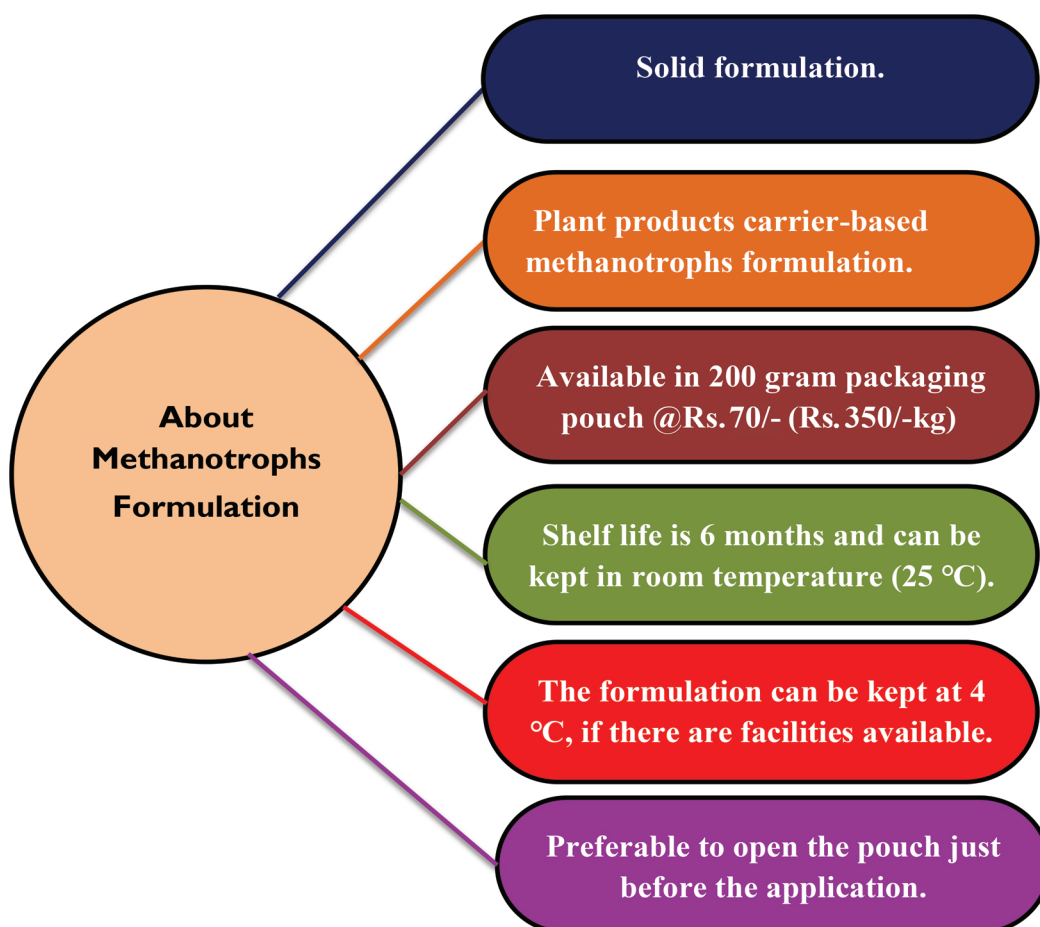 Solid formulation.
Plant products carrier-based
methanotrophs formulation.
Available in 200 gram packaging
pouch @Rs. 70/- (Rs. 350/-kg)
About
Methanotrophs
Formulation
Shelf life is 6 months and can be
kept in room temperature (25 °C).
The formulation can be kept at 4
°C, if there are facilities available.
Preferable to open the pouch just
before the application.